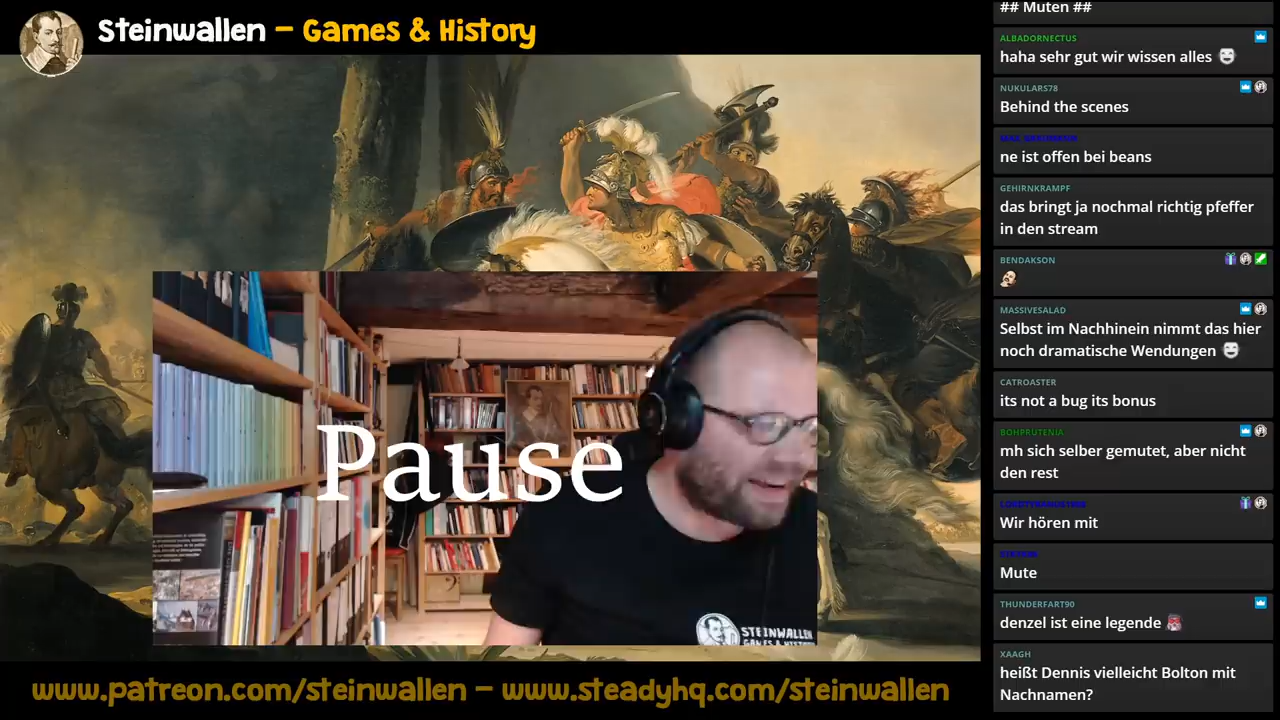 Steinwallen – Games & History
Pause
STEINWALLEN
www.patreon.com/steinwallen – www.steadyhq.com/steinwallen
## Muten ##
ALBADORNECTUS
haha sehr gut wir wissen alles
NUKULARS78
Behind the scenes
ne ist offen bei beans
GEHIRNKRAMPF
das bringt ja nochmal richtig pfeffer
in den stream
BENDAKSON
MASSIVESALAD
Selbst im Nachhinein nimmt das hier
noch dramatische Wendungen
CATROASTER
its not a bug its bonus
BOHPRUTENIA
mh sich selber gemutet, aber nicht
den rest
Wir hören mit
Mute
THUNDERFART90
denzel ist eine legende
XAAGH
heißt Dennis vielleicht Bolton mit
Nachnamen?